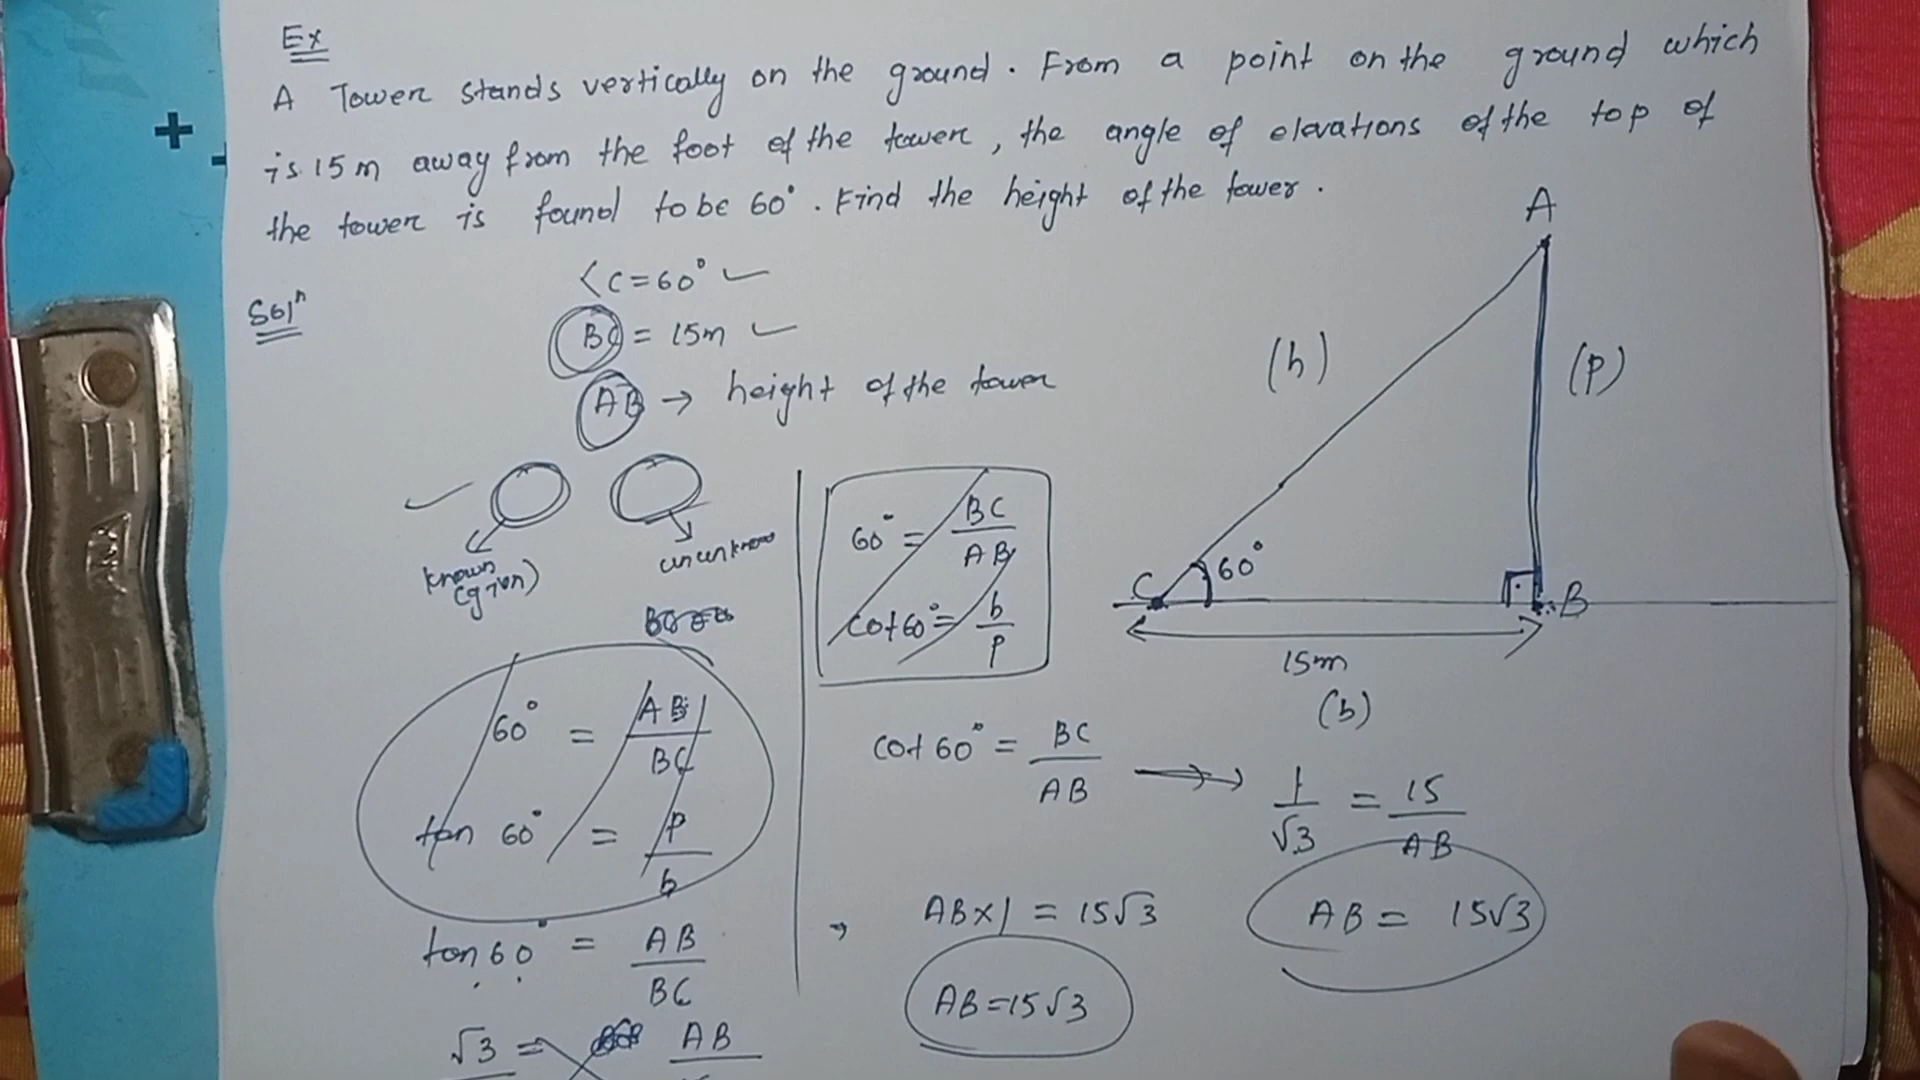 Ex
A Tower stands vertically on the ground. From a point on the ground which
is 15 m away from the foot of the tower, the angle of elevations of the top of
the tower is found to be 60°. Find the height of the tower.
Solⁿ
<C = 60°
BC = 15m
AB → height of the tower
known
(given)
60° = AB/BC
tan 60° = p/b
tan 60° = AB/BC
√3 = AB
60° = BC/AB
cot 60° = b/p
cot 60° = BC/AB → 1/√3 = 15/AB
⇒ AB×1 = 15√3
AB = 15√3
AB = 15√3
A
(h)
(p)
C
60°
B
15m
(b)